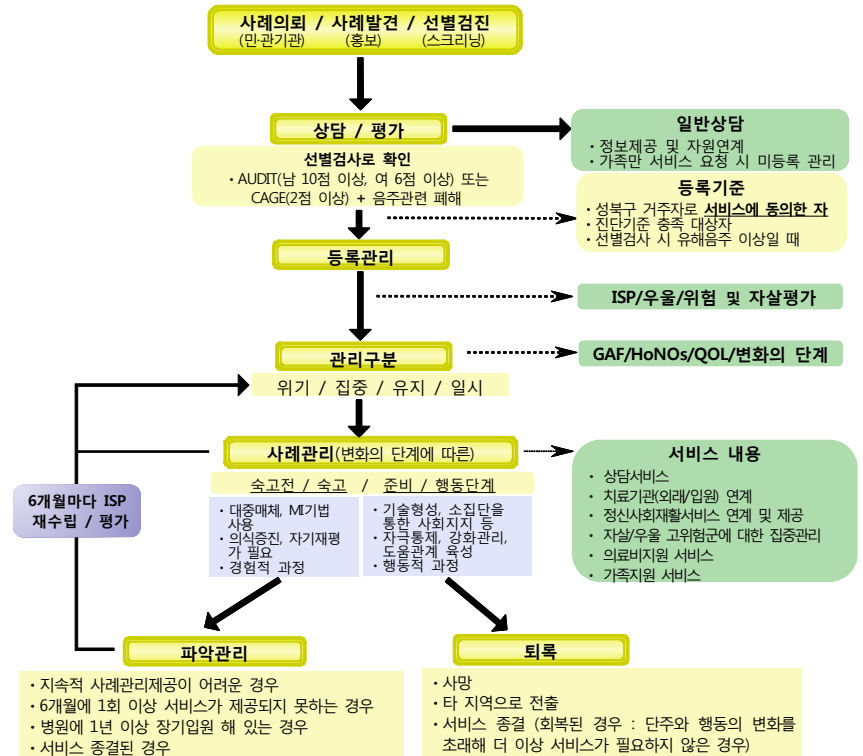 사례의뢰 / 사례발견 / 선별검진
(민·관기관) (홍보) (스크리닝)
상담 / 평가
일반상담
· 정보제공 및 자원연계
· 가족만 서비스 요청 시 미등록 관리
선별검사로 확인
· AUDIT(남 10점 이상, 여 6점 이상) 또는
CAGE(2점 이상) + 음주관련 폐해
등록기준
· 성북구 거주자로 서비스에 동의한 자
· 진단기준 충족 대상자
· 선별검사 시 유해음주 이상일 때
등록관리
ISP/우울/위험 및 자살평가
관리구분
GAF/HoNOs/QOL/변화의 단계
위기 / 집중 / 유지 / 일시
사례관리(변화의 단계에 따른)
숙고전 / 숙고 / 준비 / 행동단계
· 대중매체, MI기법
사용
· 의식증진, 자기재평
가 필요
· 경험적 과정
· 기술형성, 소집단을
통한 사회지지 등
· 자극통제, 강화관리,
도움관계 육성
· 행동적 과정
서비스 내용
· 상담서비스
· 치료기관(외래/입원) 연계
· 정신사회재활서비스 연계 및 제공
· 자살/우울 고위험군에 대한 집중관리
· 의료비지원 서비스
· 가족지원 서비스
6개월마다 ISP
재수립 / 평가
파악관리
· 지속적 사례관리제공이 어려운 경우
· 6개월에 1회 이상 서비스가 제공되지 못하는 경우
· 병원에 1년 이상 장기입원 해 있는 경우
· 서비스 종결된 경우
퇴록
· 사망
· 타 지역으로 전출
· 서비스 종결 (회복된 경우 : 단주와 행동의 변화를
초래해 더 이상 서비스가 필요하지 않은 경우)